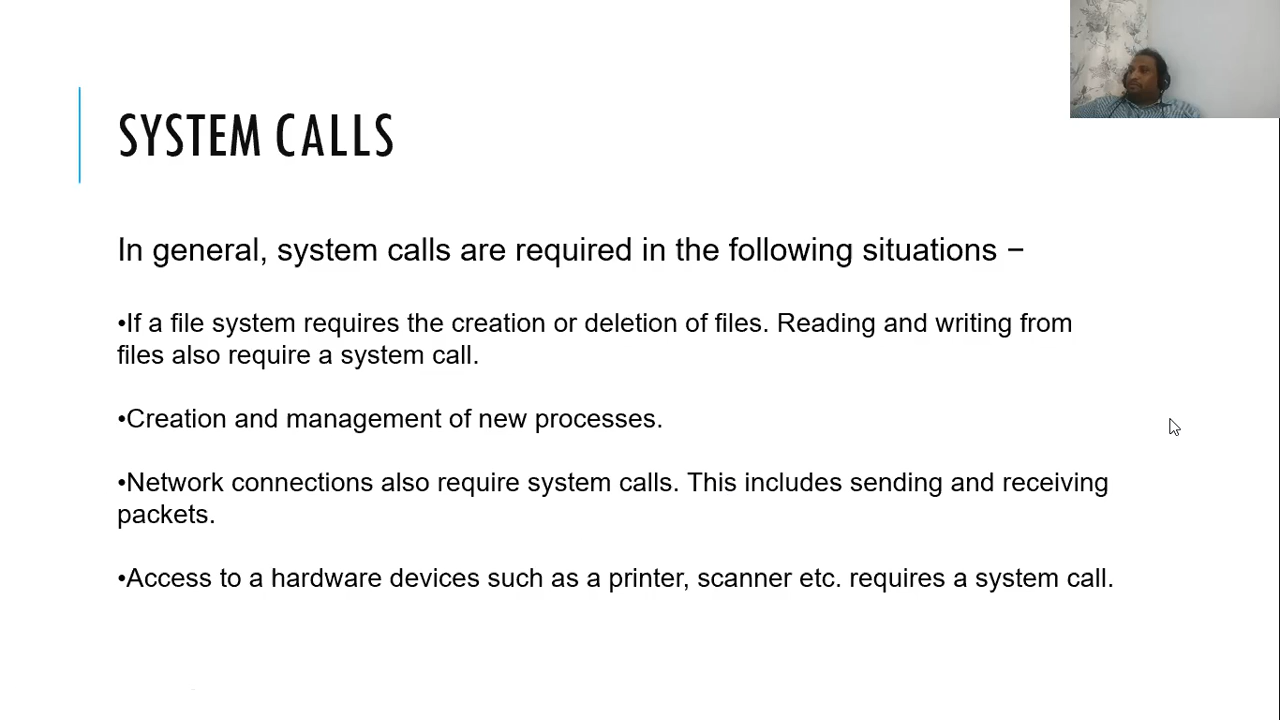 SYSTEM CALLS
In general, system calls are required in the following situations −
•If a file system requires the creation or deletion of files. Reading and writing from
files also require a system call.
•Creation and management of new processes.
•Network connections also require system calls. This includes sending and receiving
packets.
•Access to a hardware devices such as a printer, scanner etc. requires a system call.